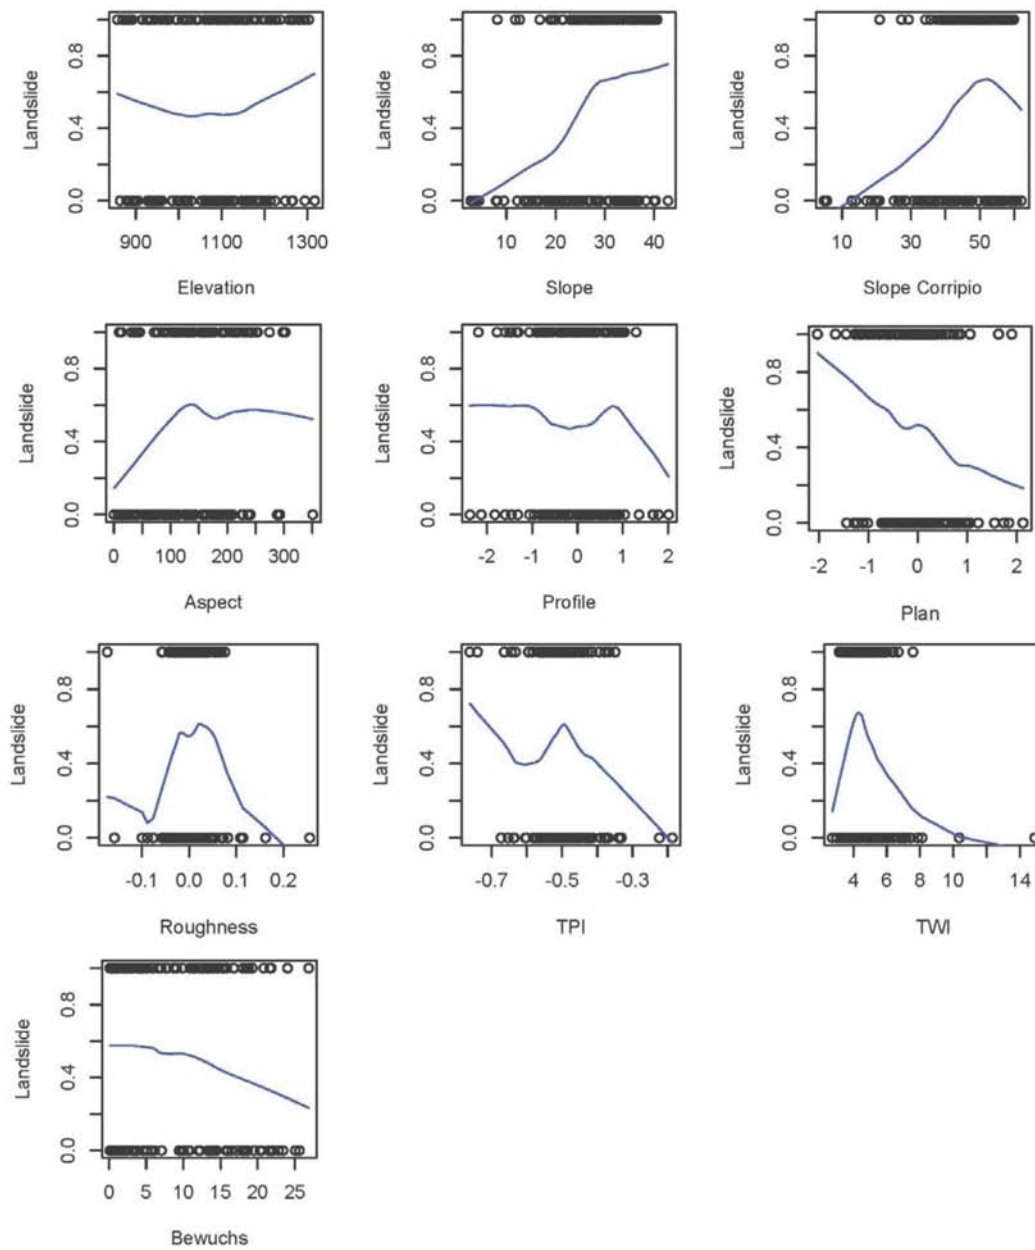 Landslide
0.0 0.4 0.8
900 1100 1300
Elevation
Landslide
0.0 0.4 0.8
10 20 30 40
Slope
Landslide
0.0 0.4 0.8
10 30 50
Slope Corripio
Landslide
0.0 0.4 0.8
0 100 200 300
Aspect
Landslide
0.0 0.4 0.8
-2 -1 0 1 2
Profile
Landslide
0.0 0.4 0.8
-2 -1 0 1 2
Plan
Landslide
0.0 0.4 0.8
-0.1 0.0 0.1 0.2
Roughness
Landslide
0.0 0.4 0.8
-0.7 -0.5 -0.3
TPI
Landslide
0.0 0.4 0.8
4 6 8 10 14
TWI
Landslide
0.0 0.4 0.8
0 5 10 15 20 25
Bewuchs